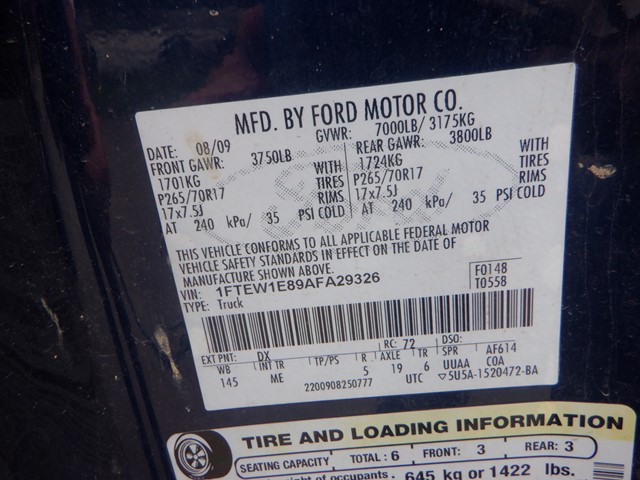 MFD. BY FORD MOTOR CO.
DATE: 08/09 GVWR: 7000LB/ 3175KG
FRONT GAWR: 3750LB REAR GAWR: 3800LB
1701KG WITH 1724KG WITH
P265/70R17 TIRES P265/70R17 TIRES
17x7.5J RIMS 17x7.5J RIMS
AT 240 kPa/ 35 PSI COLD AT 240 kPa/ 35 PSI COLD
THIS VEHICLE CONFORMS TO ALL APPLICABLE FEDERAL MOTOR
VEHICLE SAFETY STANDARDS IN EFFECT ON THE DATE OF
MANUFACTURE SHOWN ABOVE.
VIN: 1FTEW1E89AFA29326 F0148
TYPE: Truck T0558
EXT PNT: DX RC: 72 DSO: AF614
WB INT TR TP/PS R AXLE TR SPR COA
145 ME 5 19 6 UUAA
2200908250777 UTC 5U5A-1520472-BA
TIRE AND LOADING INFORMATION
SEATING CAPACITY TOTAL: 6 FRONT: 3 REAR: 3
weight of occupants 645 kg or 1422 lbs.